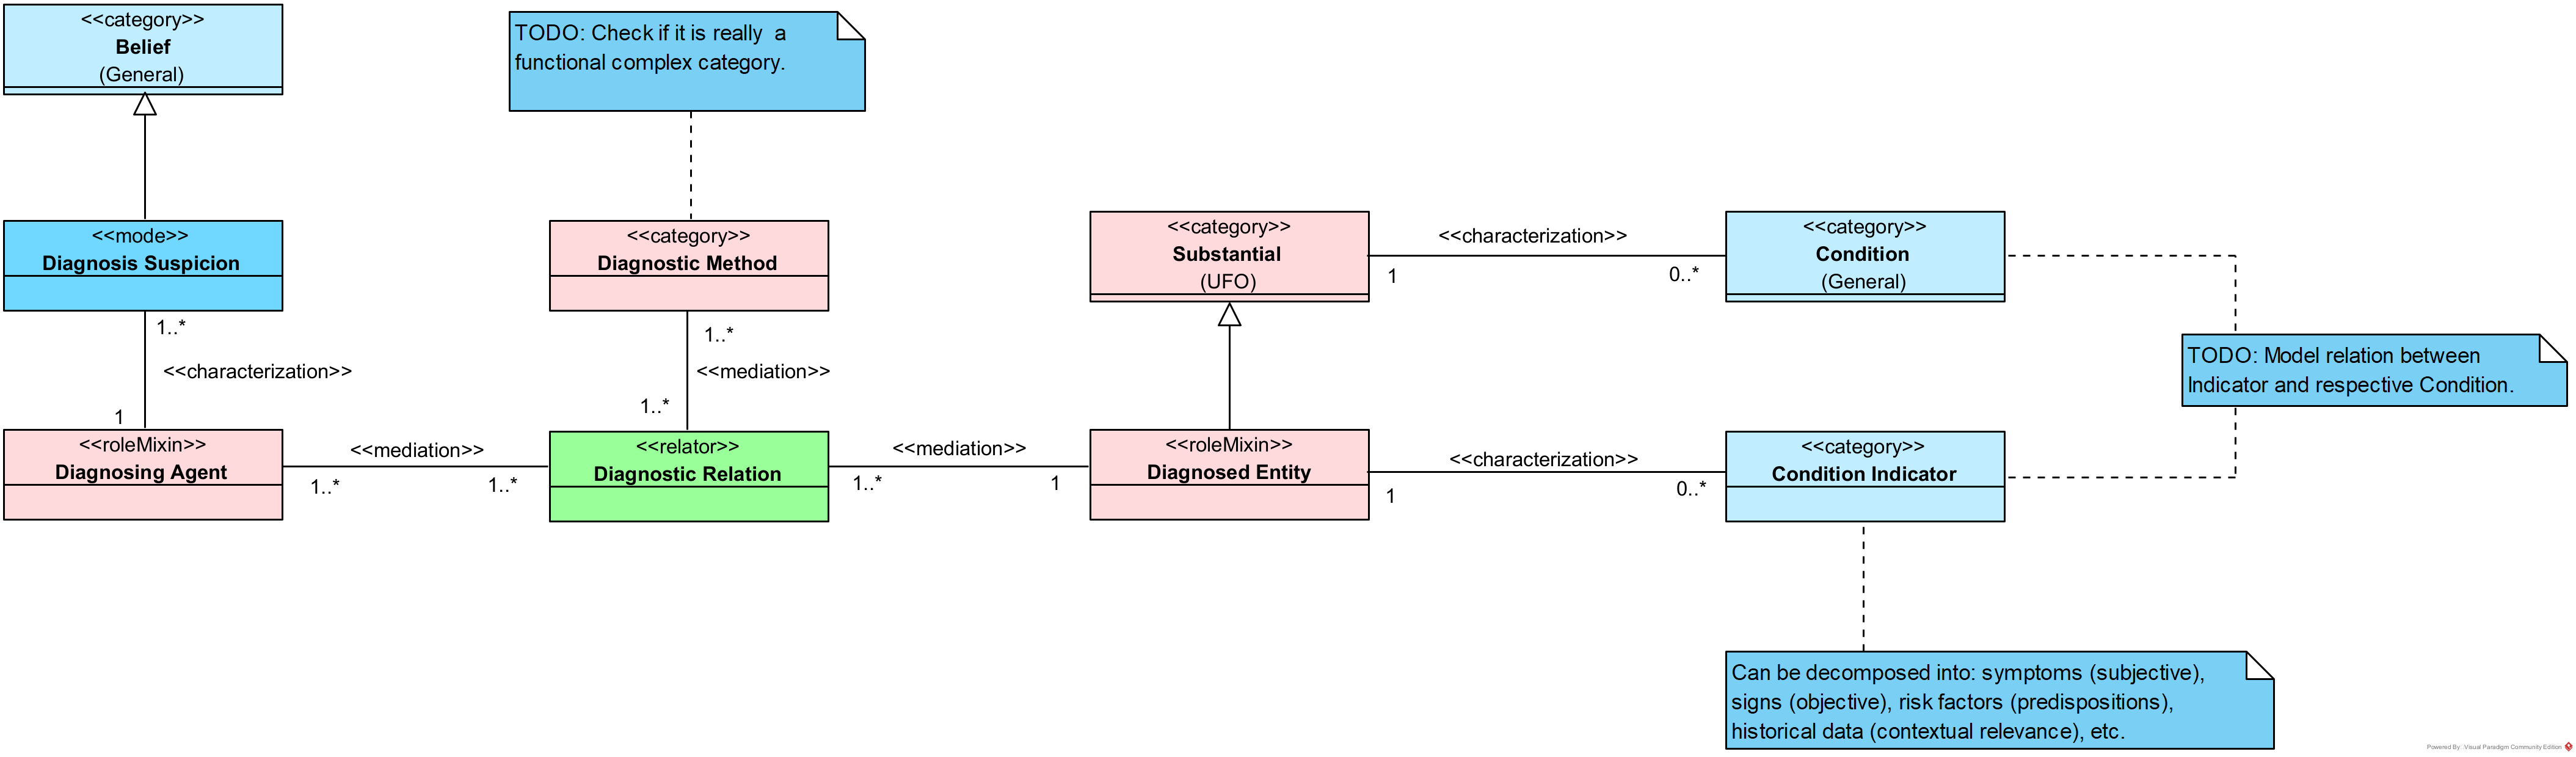 <<category>>
Belief
(General)
TODO: Check if it is really  a
functional complex category.
<<mode>>
Diagnosis Suspicion
<<category>>
Diagnostic Method
<<category>>
Substantial
(UFO)
<<characterization>>
1
0..*
<<category>>
Condition
(General)
1..*
<<characterization>>
1
1..*
<<mediation>>
1..*
TODO: Model relation between
Indicator and respective Condition.
<<roleMixin>>
Diagnosing Agent
<<mediation>>
1..*
1..*
<<relator>>
Diagnostic Relation
<<mediation>>
1..*
1
<<roleMixin>>
Diagnosed Entity
<<characterization>>
1
0..*
<<category>>
Condition Indicator
Can be decomposed into: symptoms (subjective),
signs (objective), risk factors (predispositions),
historical data (contextual relevance), etc.
Powered By: Visual Paradigm Community Edition